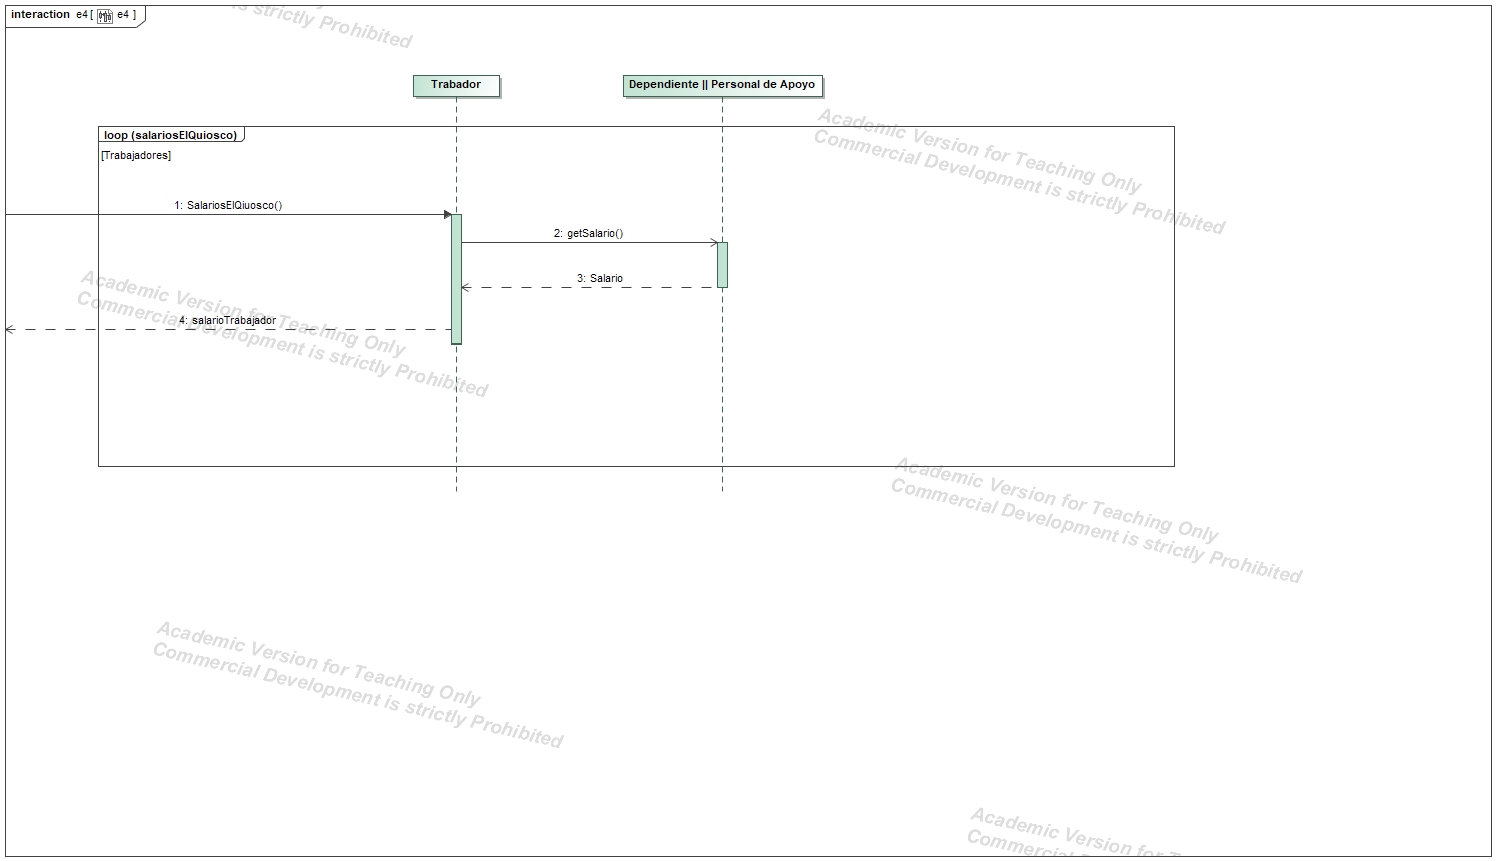 interaction e4 [ e4 ]
s strictly Prohibited
Trabador
Dependiente || Personal de Apoyo
loop (salariosElQuiosco)
[Trabajadores]
Academic Version for Teaching Only
Commercial Development is strictly Prohibited
1: SalariosElQiuosco()
2: getSalario()
3: Salario
Academic Version for Teaching Only
Commercial Development is strictly Prohibited
4: salarioTrabajador
Academic Version for Teaching Only
Commercial Development is strictly Prohibited
Academic Version for Teaching Only
Commercial Development is strictly Prohibited
Academic Version for T
Commercial